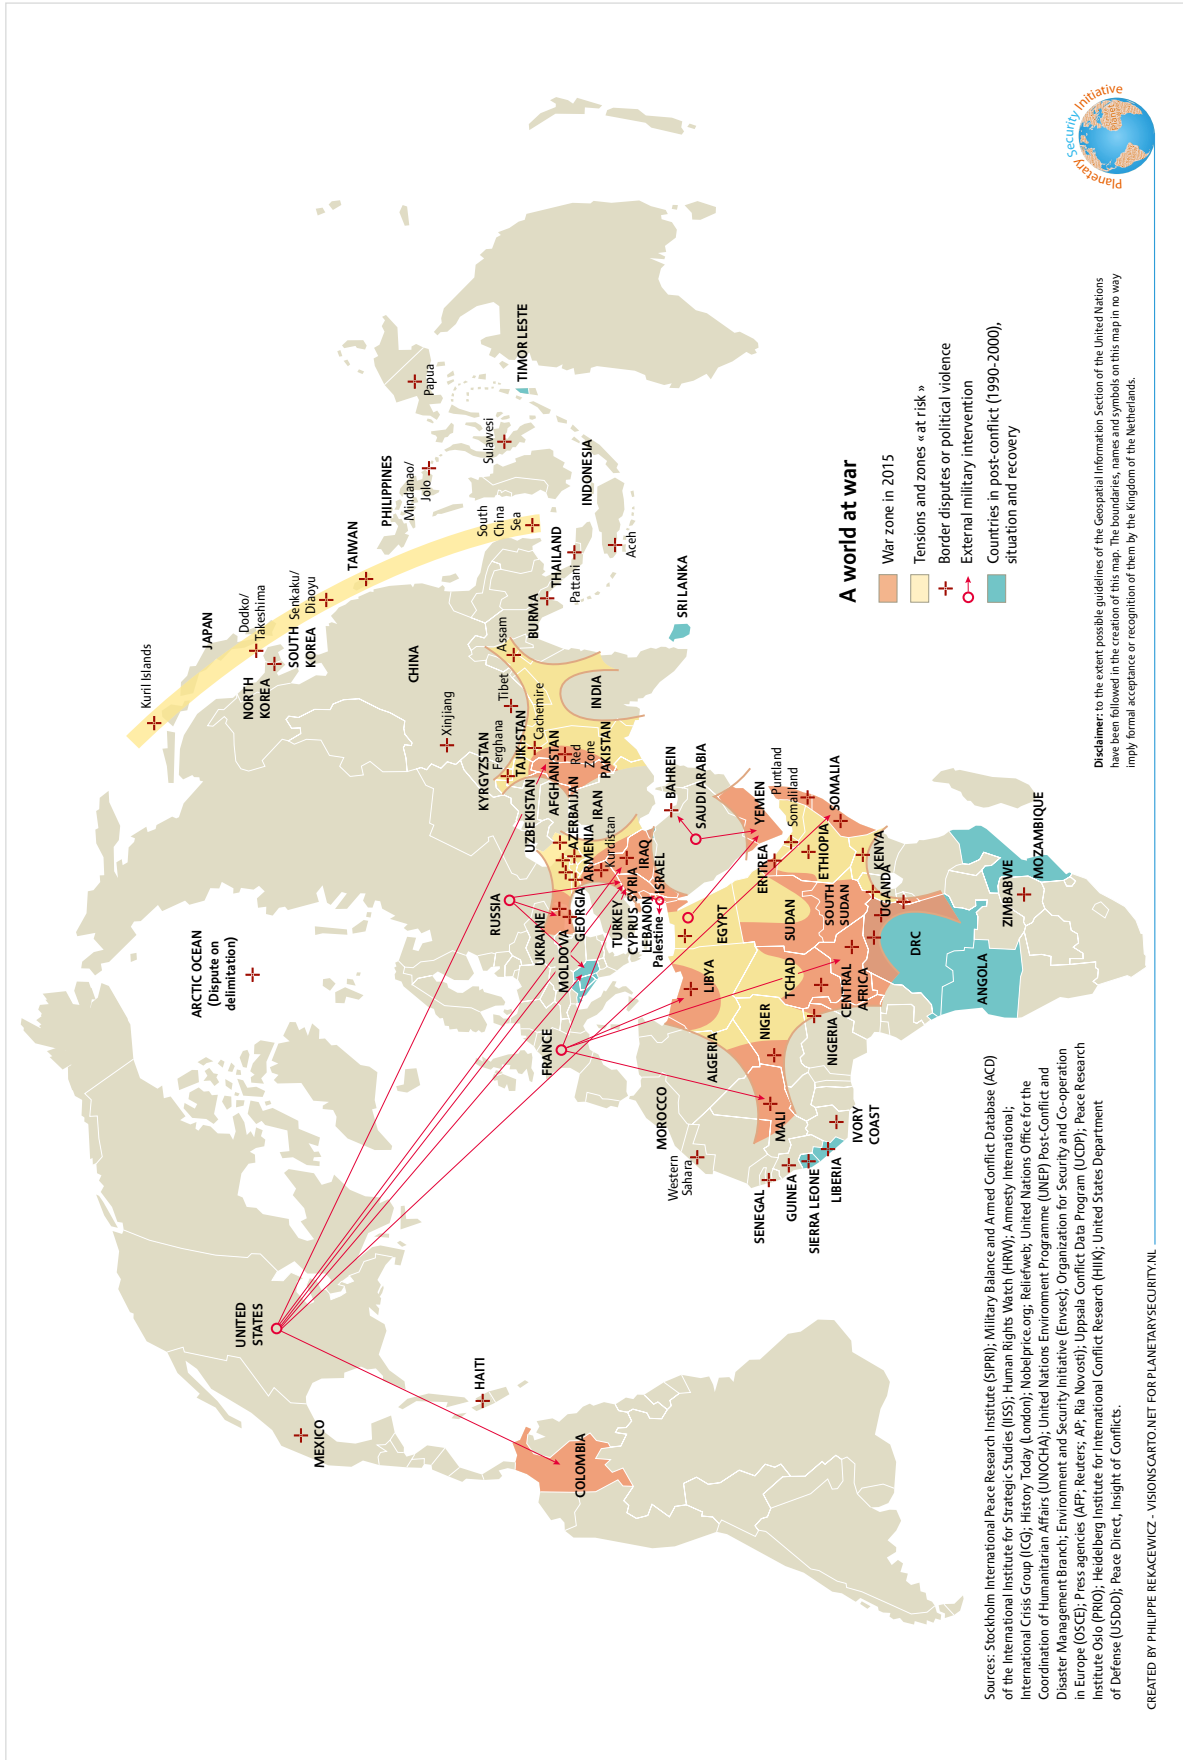 Planetary Security Initiative
ARCTIC OCEAN
(Dispute on
delimitation)
UNITED
STATES
MEXICO
HAITI
COLOMBIA
Kuril Islands
JAPAN
Dodko/
Takeshima
NORTH
KOREA
SOUTH
KOREA
Senkaku/
Diaoyu
TAIWAN
CHINA
Xinjiang
PHILIPPINES
Mindanao/
Jolo
Papua
Sulawesi
TIMOR LESTE
INDONESIA
South
China
Sea
Aceh
THAILAND
Pattani
BURMA
Assam
SRI LANKA
INDIA
Tibet
Cachemire
KYRGYZSTAN
Ferghana
TAJIKISTAN
UZBEKISTAN
AFGHANISTAN
Red
Zone
PAKISTAN
RUSSIA
UKRAINE
MOLDOVA
GEORGIA
AZERBAIJAN
ARMENIA
IRAN
Kurdistan
TURKEY
CYPRUS
SYRIA
LEBANON
IRAQ
ISRAEL
Palestine
BAHREIN
SAUDI ARABIA
YEMEN
FRANCE
MOROCCO
Western
Sahara
ALGERIA
LIBYA
EGYPT
MALI
NIGER
TCHAD
SUDAN
ERITREA
Puntland
Somaliland
SOMALIA
ETHIOPIA
SOUTH
SUDAN
KENYA
UGANDA
CENTRAL
AFRICA
NIGERIA
DRC
ANGOLA
ZIMBABWE
MOZAMBIQUE
SENEGAL
GUINEA
SIERRA LEONE
LIBERIA
IVORY
COAST
A world at war
War zone in 2015
Tensions and zones « at risk »
Border disputes or political violence
External military intervention
Countries in post-conflict (1990-2000),
situation and recovery
Disclaimer: to the extent possible guidelines of the Geospatial Information Section of the United Nations
have been followed in the creation of this map. The boundaries, names and symbols on this map in no way
imply formal acceptance or recognition of them by the Kingdom of the Netherlands.
Sources: Stockholm International Peace Research Institute (SIPRI); Military Balance and Armed Conflict Database (ACD)
of the International Institute for Strategic Studies (IISS); Human Rights Watch (HRW); Amnesty International;
International Crisis Group (ICG); History Today (London); Nobelprice.org; Reliefweb; United Nations Office for the
Coordination of Humanitarian Affairs (UNOCHA); United Nations Environment Programme (UNEP) Post-Conflict and
Disaster Management Branch; Environment and Security Initiative (Envsec); Organization for Security and Co-operation
in Europe (OSCE); Press agencies (AFP; Reuters; AP; Ria Novosti); Uppsala Conflict Data Program (UCDP); Peace Research
Institute Oslo (PRIO); Heidelberg Institute for International Conflict Research (HIIK); United States Department
of Defense (USDoD); Peace Direct, Insight of Conflicts.
CREATED BY PHILIPPE REKACEWICZ - VISIONSCARTO.NET FOR PLANETARYSECURITY.NL